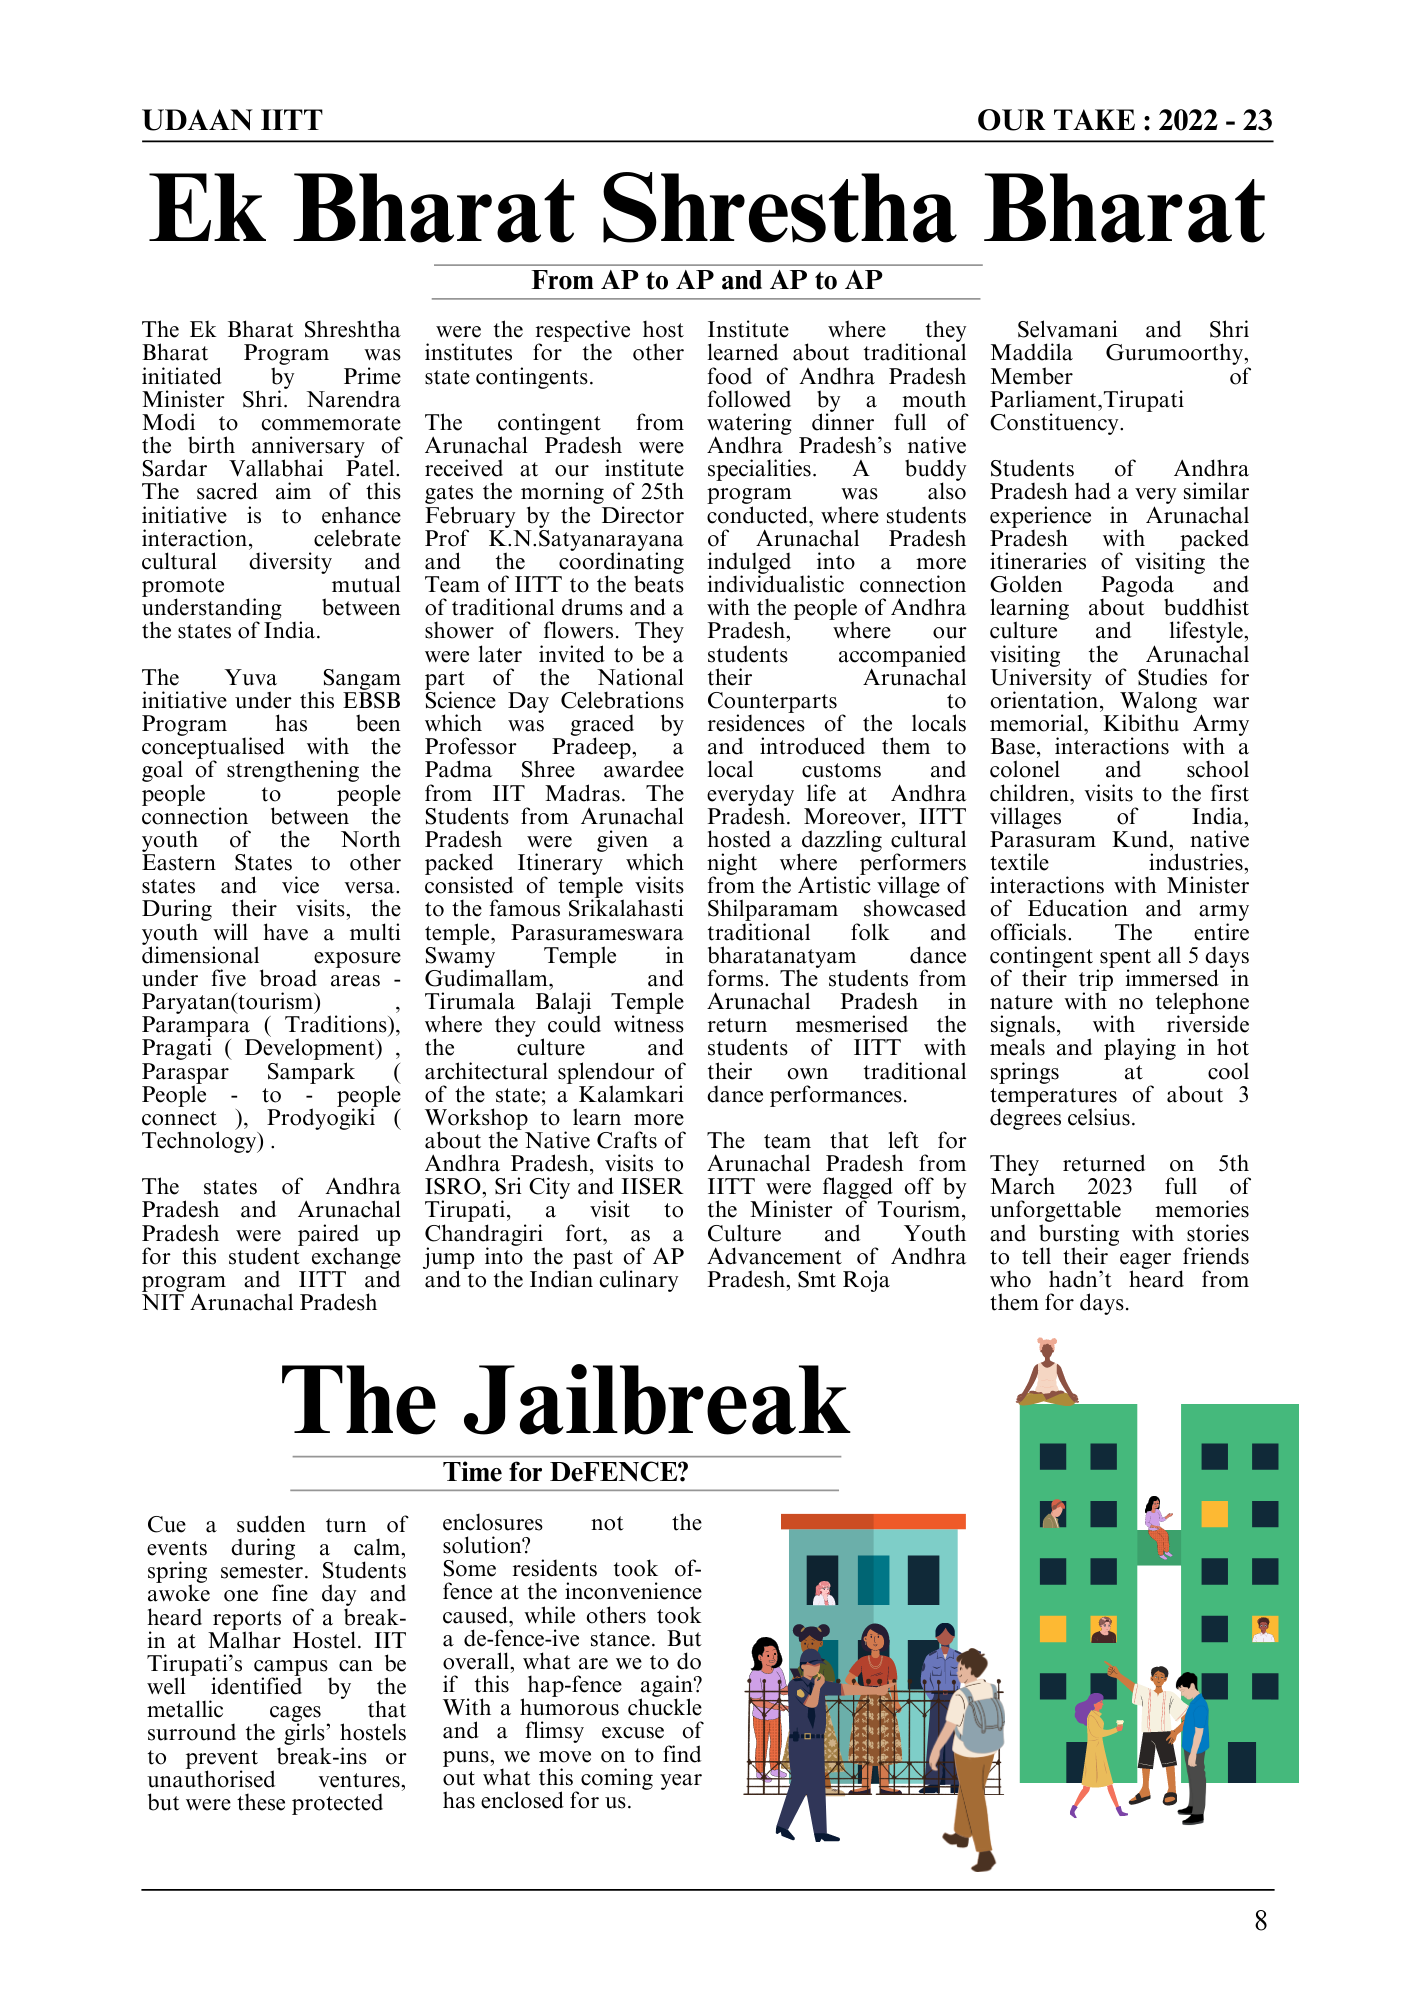 UDAAN IITT
OUR TAKE : 2022 - 23
Ek Bharat Shrestha Bharat
From AP to AP and AP to AP
The Ek Bharat Shreshtha
Bharat Program was
initiated by Prime
Minister Shri. Narendra
Modi to commemorate
the birth anniversary of
Sardar Vallabhai Patel.
The sacred aim of this
initiative is to enhance
interaction, celebrate
cultural diversity and
promote mutual
understanding between
the states of India.
The Yuva Sangam
initiative under this EBSB
Program has been
conceptualised with the
goal of strengthening the
people to people
connection between the
youth of the North
Eastern States to other
states and vice versa.
During their visits, the
youth will have a multi
dimensional exposure
under five broad areas -
Paryatan(tourism) ,
Parampara ( Traditions),
Pragati ( Development) ,
Paraspar Sampark (
People - to - people
connect ), Prodyogiki (
Technology) .
The states of Andhra
Pradesh and Arunachal
Pradesh were paired up
for this student exchange
program and IITT and
NIT Arunachal Pradesh
were the respective host
institutes for the other
state contingents.
The contingent from
Arunachal Pradesh were
received at our institute
gates the morning of 25th
February by the Director
Prof K.N.Satyanarayana
and the coordinating
Team of IITT to the beats
of traditional drums and a
shower of flowers. They
were later invited to be a
part of the National
Science Day Celebrations
which was graced by
Professor Pradeep, a
Padma Shree awardee
from IIT Madras. The
Students from Arunachal
Pradesh were given a
packed Itinerary which
consisted of temple visits
to the famous Srikalahasti
temple, Parasurameswara
Swamy Temple in
Gudimallam, and
Tirumala Balaji Temple
where they could witness
the culture and
architectural splendour of
of the state; a Kalamkari
Workshop to learn more
about the Native Crafts of
Andhra Pradesh, visits to
ISRO, Sri City and IISER
Tirupati, a visit to
Chandragiri fort, as a
jump into the past of AP
and to the Indian culinary
Institute where they
learned about traditional
food of Andhra Pradesh
followed by a mouth
watering dinner full of
Andhra Pradesh's native
specialities. A buddy
program was also
conducted, where students
of Arunachal Pradesh
indulged into a more
individualistic connection
with the people of Andhra
Pradesh, where our
students accompanied
their Arunachal
Counterparts to
residences of the locals
and introduced them to
local customs and
everyday life at Andhra
Pradesh. Moreover, IITT
hosted a dazzling cultural
night where performers
from the Artistic village of
Shilparamam showcased
traditional folk and
bharatanatyam dance
forms. The students from
Arunachal Pradesh in
return mesmerised the
students of IITT with
their own traditional
dance performances.
The team that left for
Arunachal Pradesh from
IITT were flagged off by
the Minister of Tourism,
Culture and Youth
Advancement of Andhra
Pradesh, Smt Roja
Selvamani and Shri
Maddila Gurumoorthy,
Member of
Parliament,Tirupati
Constituency.
Students of Andhra
Pradesh had a very similar
experience in Arunachal
Pradesh with packed
itineraries of visiting the
Golden Pagoda and
learning about buddhist
culture and lifestyle,
visiting the Arunachal
University of Studies for
orientation, Walong war
memorial, Kibithu Army
Base, interactions with a
colonel and school
children, visits to the first
villages of India,
Parasuram Kund, native
textile industries,
interactions with Minister
of Education and army
officials. The entire
contingent spent all 5 days
of their trip immersed in
nature with no telephone
signals, with riverside
meals and playing in hot
springs at cool
temperatures of about 3
degrees celsius.
They returned on 5th
March 2023 full of
unforgettable memories
and bursting with stories
to tell their eager friends
who hadn't heard from
them for days.
The Jailbreak
Time for DeFENCE?
Cue a sudden turn of
events during a calm,
spring semester. Students
awoke one fine day and
heard reports of a break-
in at Malhar Hostel. IIT
Tirupati's campus can be
well identified by the
metallic cages that
surround the girls' hostels
to prevent break-ins or
unauthorised ventures,
but were these protected
enclosures not the
solution?
Some residents took of-
fence at the inconvenience
caused, while others took
a de-fence-ive stance. But
overall, what are we to do
if this hap-fence again?
With a humorous chuckle
and a flimsy excuse of
puns, we move on to find
out what this coming year
has enclosed for us.
8